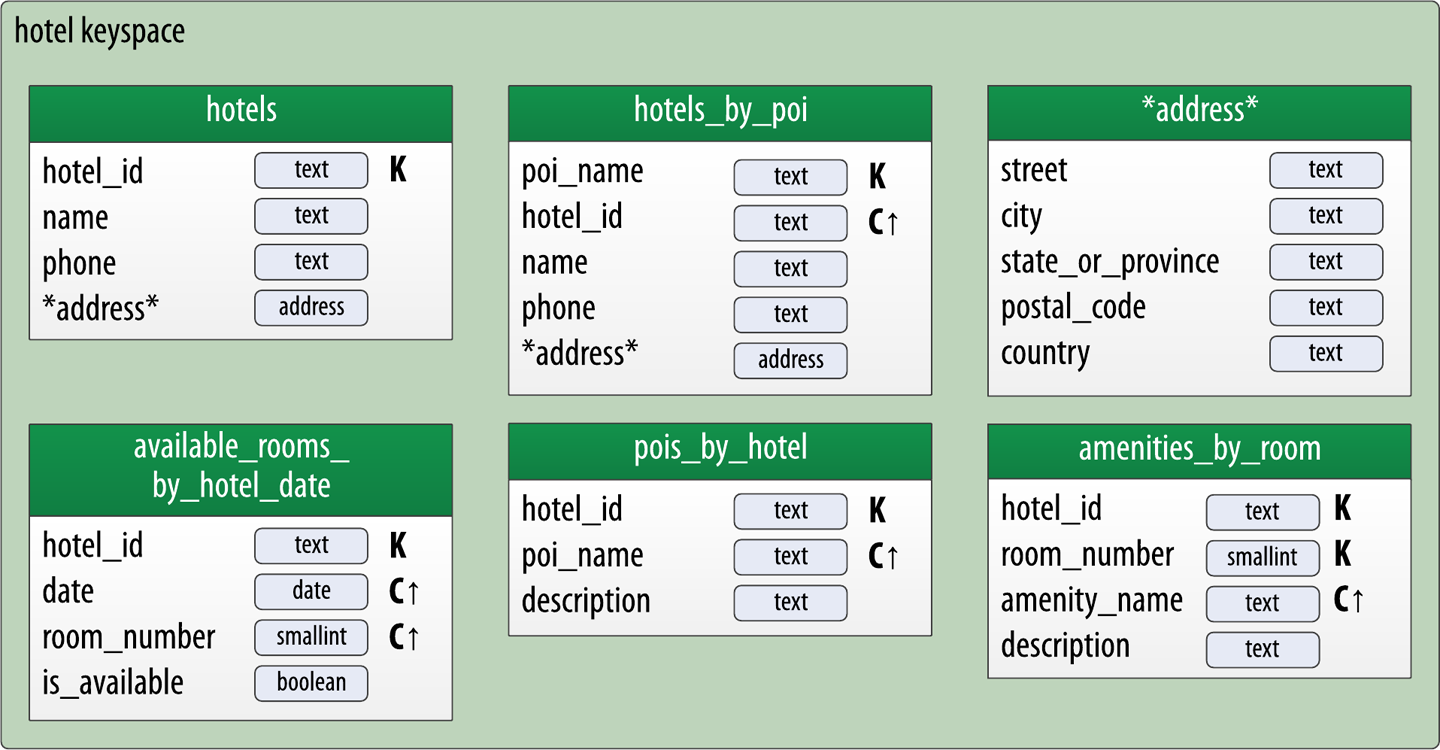 hotel keyspace
hotels
hotel_id text K
name text
phone text
*address* address
hotels_by_poi
poi_name text K
hotel_id text C↑
name text
phone text
*address* address
*address*
street text
city text
state_or_province text
postal_code text
country text
available_rooms_
by_hotel_date
hotel_id text K
date date C↑
room_number smallint C↑
is_available boolean
pois_by_hotel
hotel_id text K
poi_name text C↑
description text
amenities_by_room
hotel_id text K
room_number smallint K
amenity_name text C↑
description text